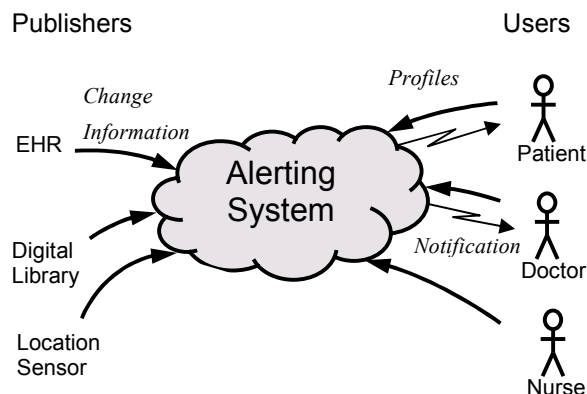 Publishers
Users
Change
Information
Profiles
EHR
Patient
Alerting
System
Digital
Library
Notification
Doctor
Location
Sensor
Nurse